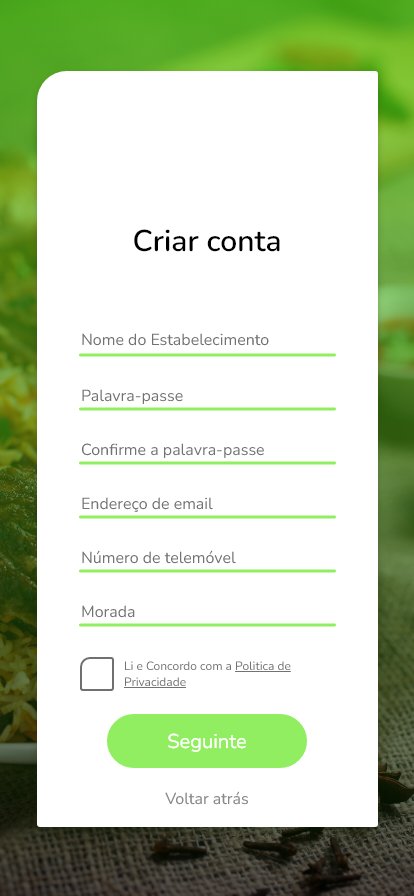 Criar conta
Nome do Estabelecimento
Palavra-passe
Confirme a palavra-passe
Endereço de email
Número de telemóvel
Morada
Li e Concordo com a Politica de
Privacidade
Seguinte
Voltar atrás